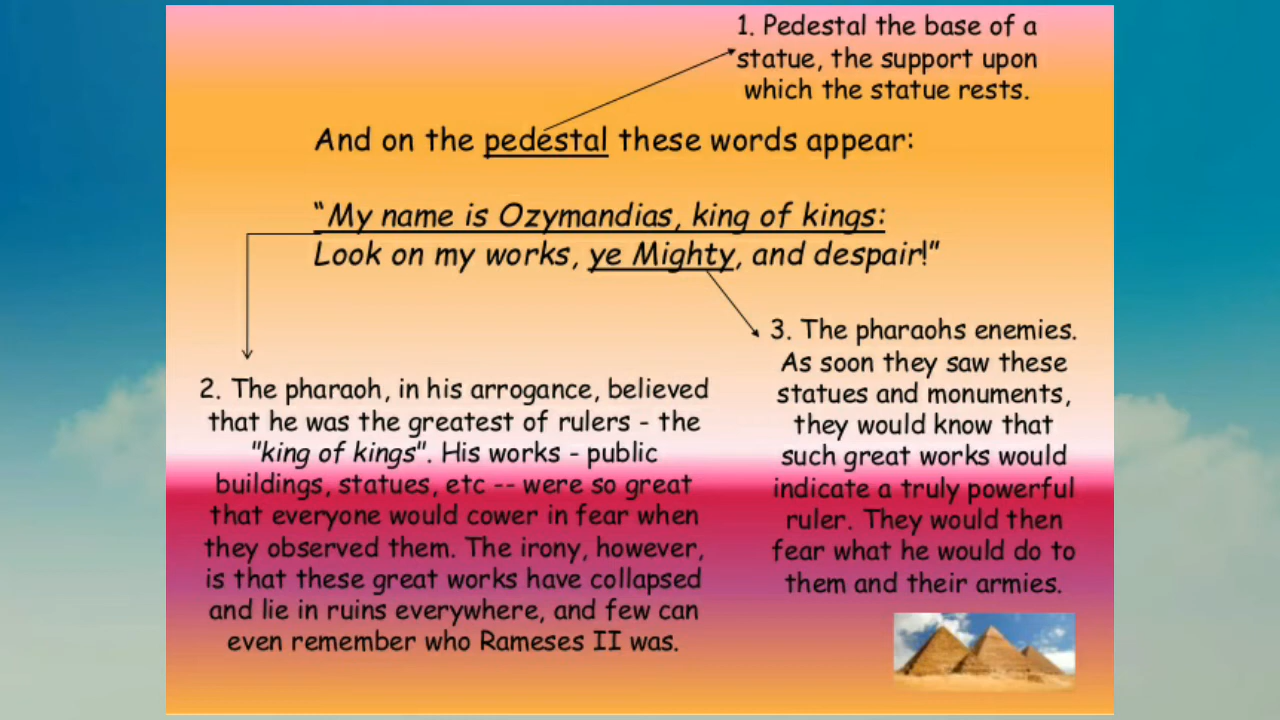 1. Pedestal the base of a
statue, the support upon
which the statue rests.
And on the pedestal these words appear:
“My name is Ozymandias, king of kings:
Look on my works, ye Mighty, and despair!”
2. The pharaoh, in his arrogance, believed
that he was the greatest of rulers - the
"king of kings". His works - public
buildings, statues, etc -- were so great
that everyone would cower in fear when
they observed them. The irony, however,
is that these great works have collapsed
and lie in ruins everywhere, and few can
even remember who Rameses II was.
3. The pharaohs enemies.
As soon they saw these
statues and monuments,
they would know that
such great works would
indicate a truly powerful
ruler. They would then
fear what he would do to
them and their armies.